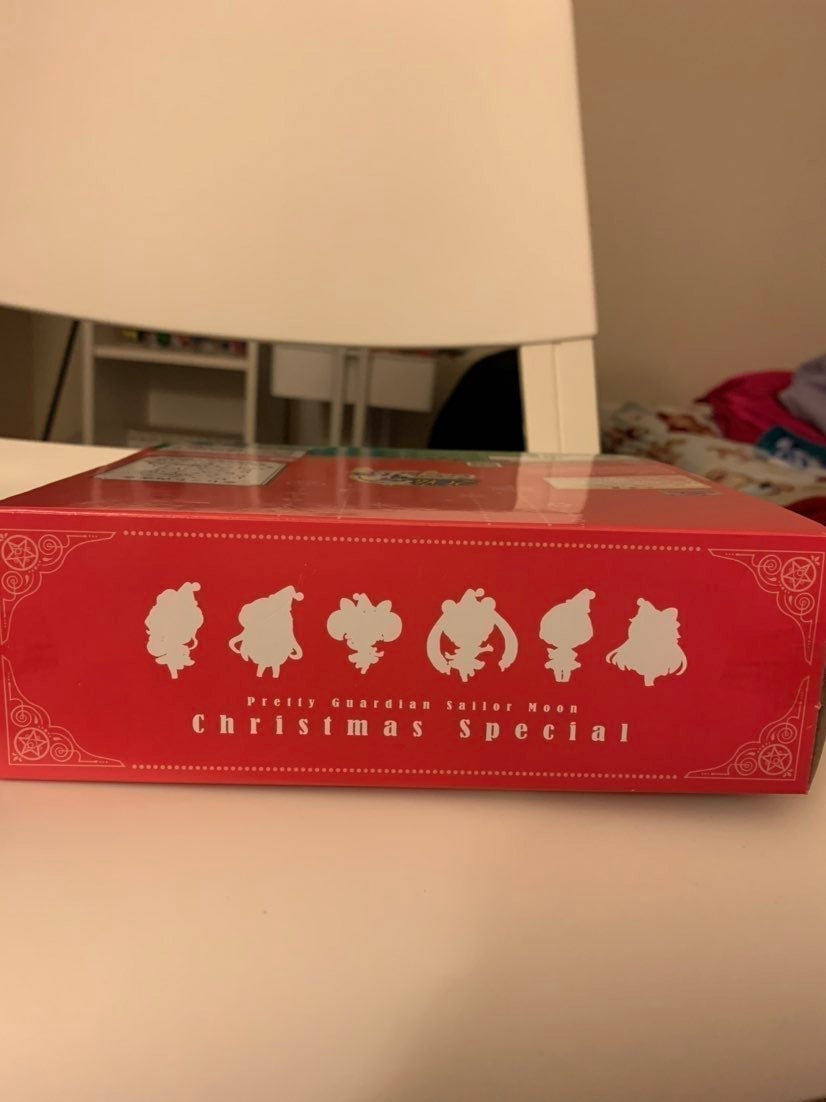 Pretty Guardian Sailor Moon
Christmas Special